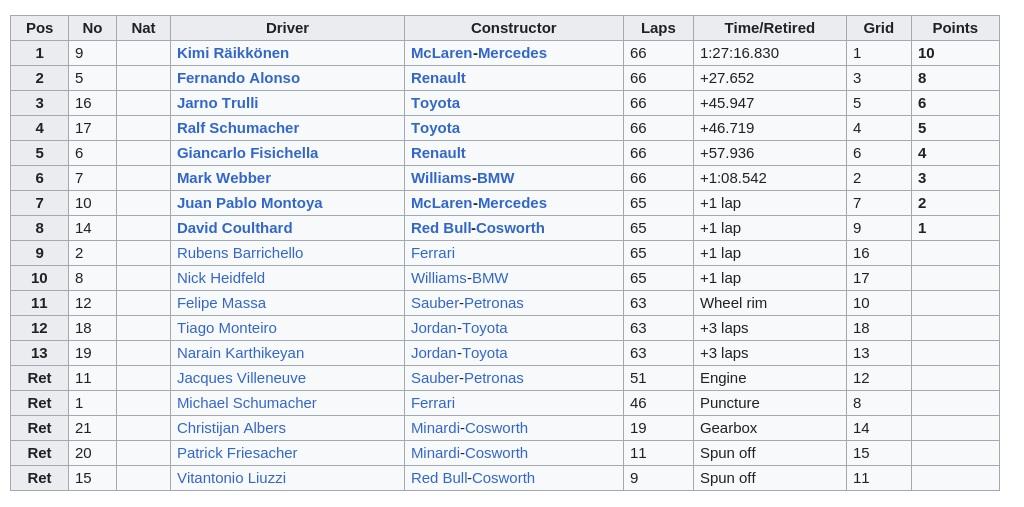 Pos No Nat Driver Constructor Laps Time/Retired Grid Points
1 9 Kimi Räikkönen McLaren-Mercedes 66 1:27:16.830 1 10
2 5 Fernando Alonso Renault 66 +27.652 3 8
3 16 Jarno Trulli Toyota 66 +45.947 5 6
4 17 Ralf Schumacher Toyota 66 +46.719 4 5
5 6 Giancarlo Fisichella Renault 66 +57.936 6 4
6 7 Mark Webber Williams-BMW 66 +1:08.542 2 3
7 10 Juan Pablo Montoya McLaren-Mercedes 65 +1 lap 7 2
8 14 David Coulthard Red Bull-Cosworth 65 +1 lap 9 1
9 2 Rubens Barrichello Ferrari 65 +1 lap 16
10 8 Nick Heidfeld Williams-BMW 65 +1 lap 17
11 12 Felipe Massa Sauber-Petronas 63 Wheel rim 10
12 18 Tiago Monteiro Jordan-Toyota 63 +3 laps 18
13 19 Narain Karthikeyan Jordan-Toyota 63 +3 laps 13
Ret 11 Jacques Villeneuve Sauber-Petronas 51 Engine 12
Ret 1 Michael Schumacher Ferrari 46 Puncture 8
Ret 21 Christijan Albers Minardi-Cosworth 19 Gearbox 14
Ret 20 Patrick Friesacher Minardi-Cosworth 11 Spun off 15
Ret 15 Vitantonio Liuzzi Red Bull-Cosworth 9 Spun off 11